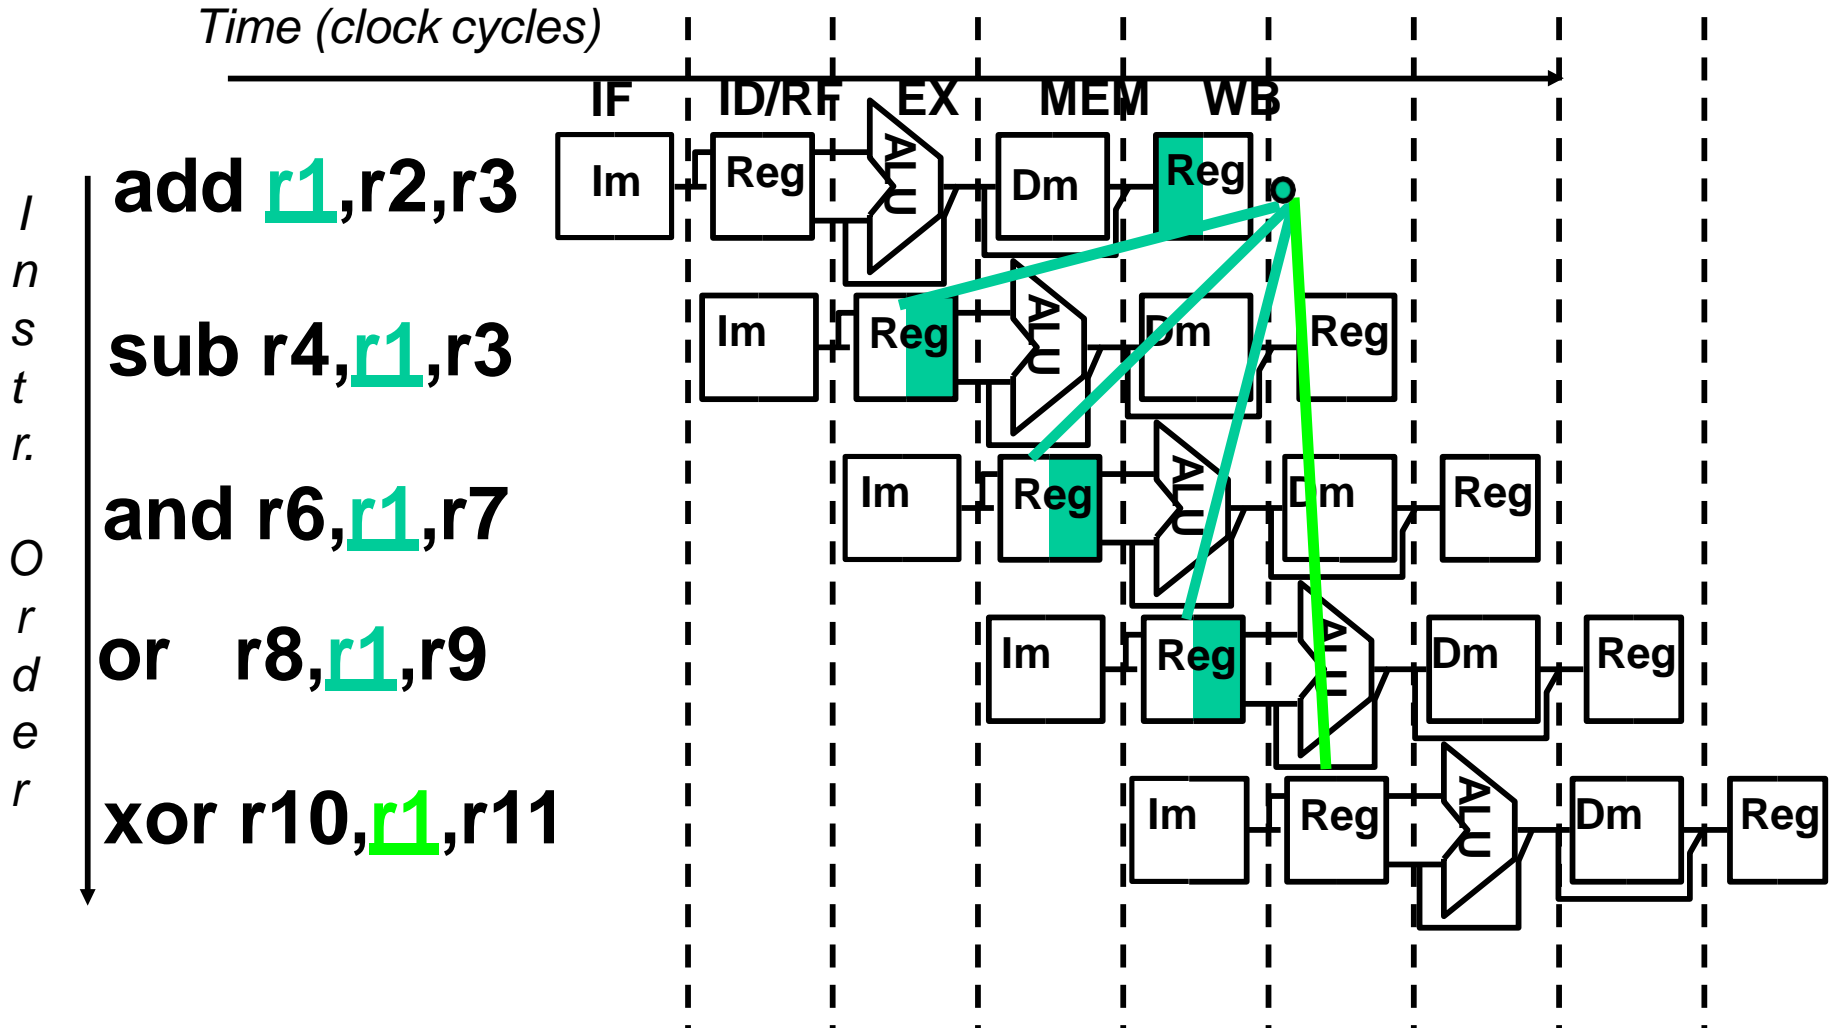 Time (clock cycles)
IF ID/RF EX MEM WB
Instr. Order
add r1,r2,r3 Im Reg ALU Dm Reg
sub r4,r1,r3 Im Reg ALU Dm Reg
and r6,r1,r7 Im Reg ALU Dm Reg
or r8,r1,r9 Im Reg ALU Dm Reg
xor r10,r1,r11 Im Reg ALU Dm Reg